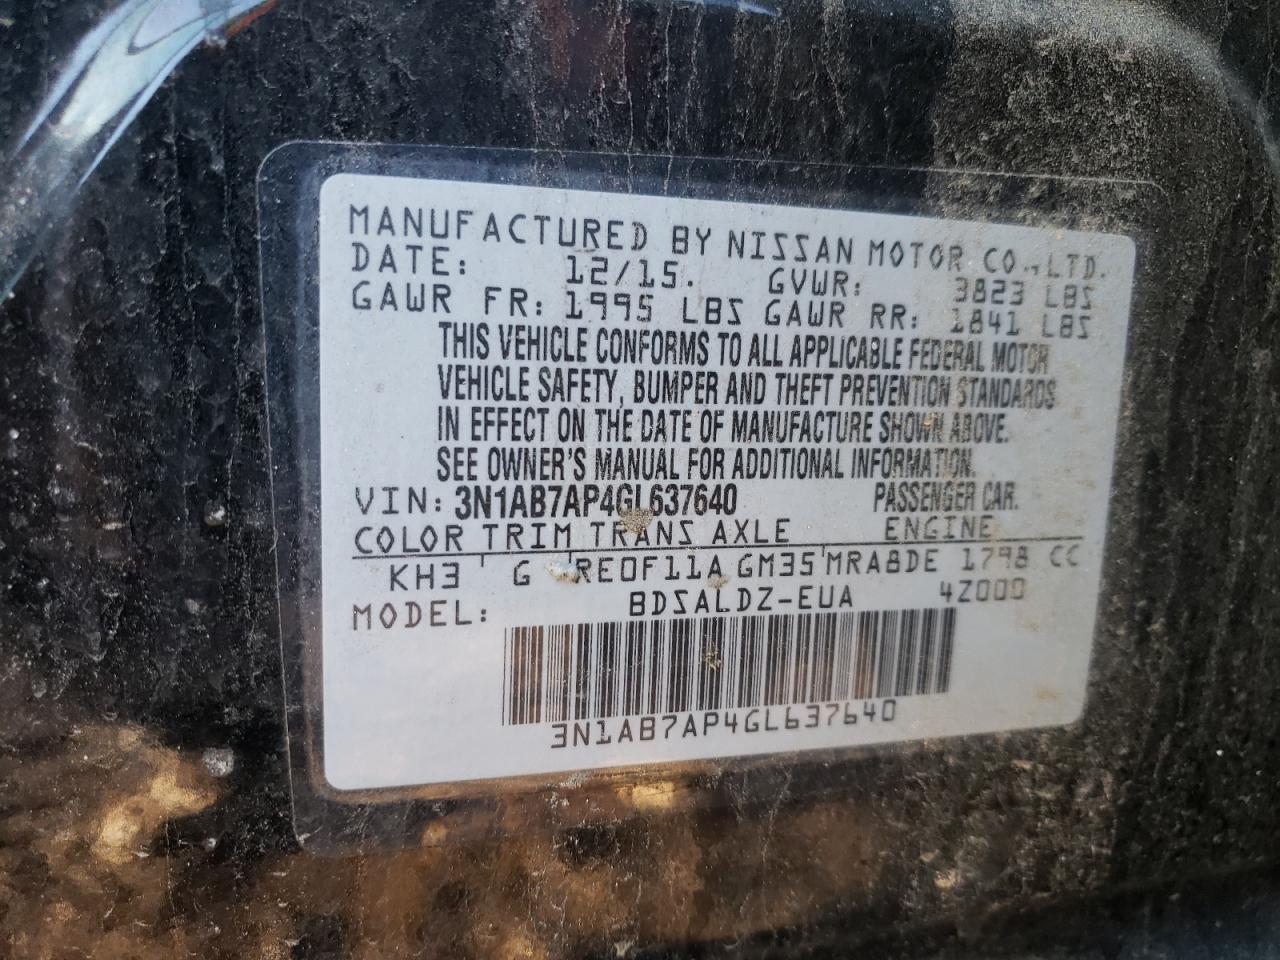 MANUFACTURED BY NISSAN MOTOR CO., LTD.
DATE: 12/15. GVWR: 3823 LBS
GAWR FR: 1995 LBS GAWR RR: 1841 LBS
THIS VEHICLE CONFORMS TO ALL APPLICABLE FEDERAL MOTOR
VEHICLE SAFETY, BUMPER AND THEFT PREVENTION STANDARDS
IN EFFECT ON THE DATE OF MANUFACTURE SHOWN ABOVE.
SEE OWNER'S MANUAL FOR ADDITIONAL INFORMATION.
VIN: 3N1AB7AP4GL637640 PASSENGER CAR.
COLOR TRIM TRANS AXLE ENGINE
KH3 G RE0F11A GM35 MRA8DE 1798 CC
MODEL: BDSALDZ-EUA 4Z000
3N1AB7AP4GL637640